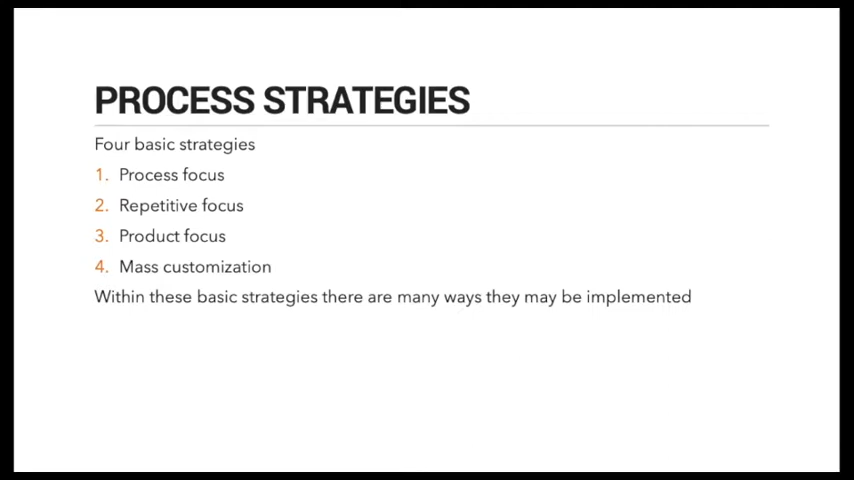 PROCESS STRATEGIES
Four basic strategies
1. Process focus
2. Repetitive focus
3. Product focus
4. Mass customization
Within these basic strategies there are many ways they may be implemented